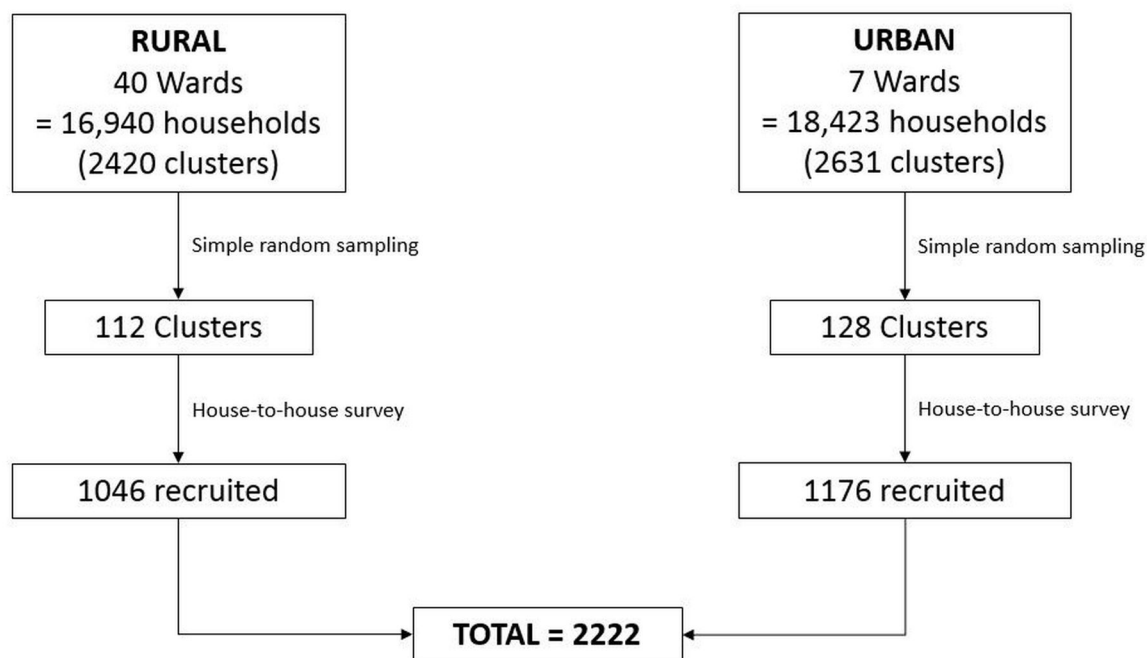 RURAL
40 Wards
= 16,940 households
(2420 clusters)
Simple random sampling
112 Clusters
House-to-house survey
1046 recruited
URBAN
7 Wards
= 18,423 households
(2631 clusters)
Simple random sampling
128 Clusters
House-to-house survey
1176 recruited
TOTAL = 2222